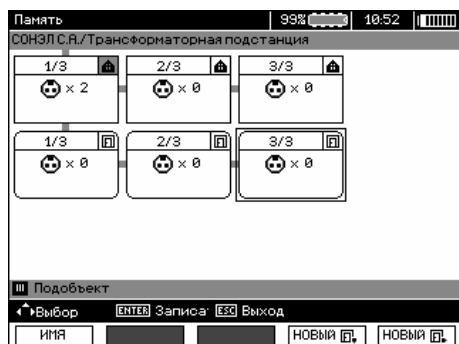 Память 99% 10:52
СОНЭЛ С.А./Трансформаторная подстанция
1/3 2/3 3/3
× 2 × 0 × 0
1/3 2/3 3/3
× 0 × 0 × 0
Подобъект
Выбор ENTER Записа ESC Выход
ИМЯ НОВЫЙ НОВЫЙ